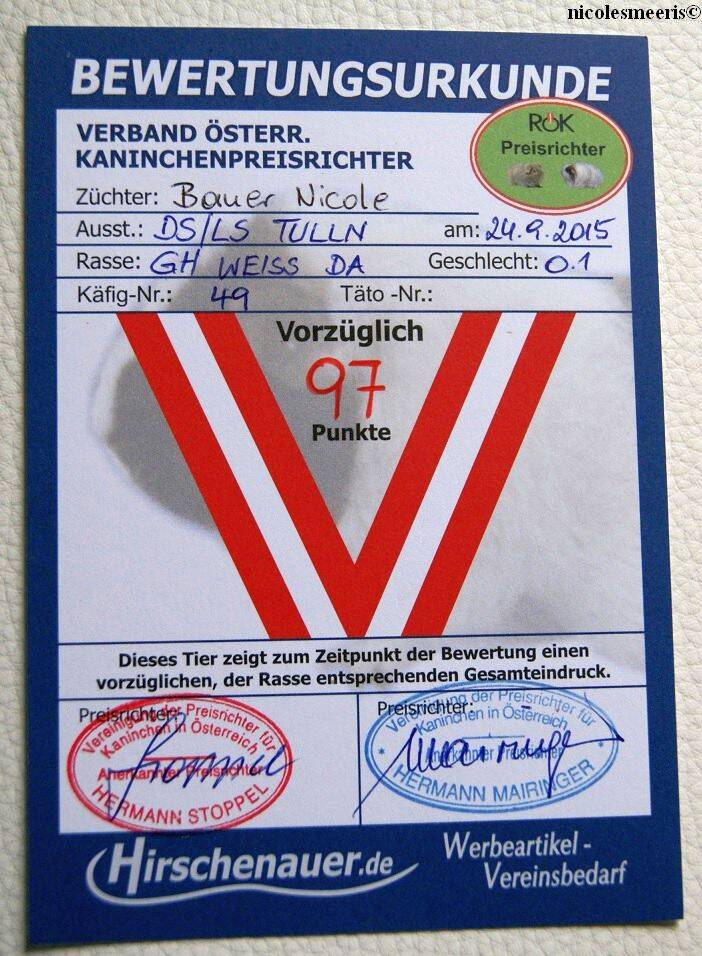 nicolesmeeris©
BEWERTUNGSURKUNDE
VERBAND ÖSTERR.
KANINCHENPREISRICHTER
RÖK
Preisrichter
Züchter: Bauer Nicole
Ausst.: DS/LS TULLN am: 24.9.2015
Rasse: GH WEISS DA Geschlecht: 0.1
Käfig-Nr.: 49 Täto -Nr.:
Vorzüglich
97
Punkte
Dieses Tier zeigt zum Zeitpunkt der Bewertung einen
vorzüglichen, der Rasse entsprechenden Gesamteindruck.
Preisrichter:
Vereinigung der Preisrichter für
Kaninchen in Österreich
Anerkannter Preisrichter
HERMANN STOPPEL
Preisrichter:
Vereinigung der Preisrichter für
Kaninchen in Österreich
Anerkannter Preisrichter
HERMANN MAIRINGER
Hirschenauer.de
Werbeartikel -
Vereinsbedarf